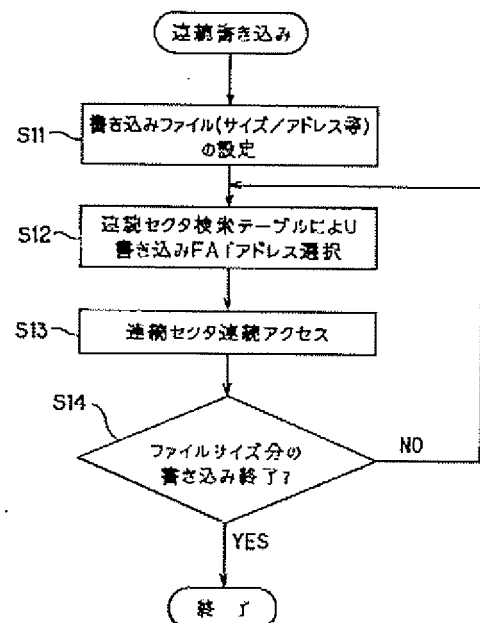 連続書き込み
S11
書き込みファイル(サイズ/アドレス等)
の設定
S12
連続セクタ検索テーブルにより
書き込みFATアドレス選択
S13
連続セクタ連続アクセス
S14
ファイルサイズ分の
書き込み終了?
NO
YES
終了